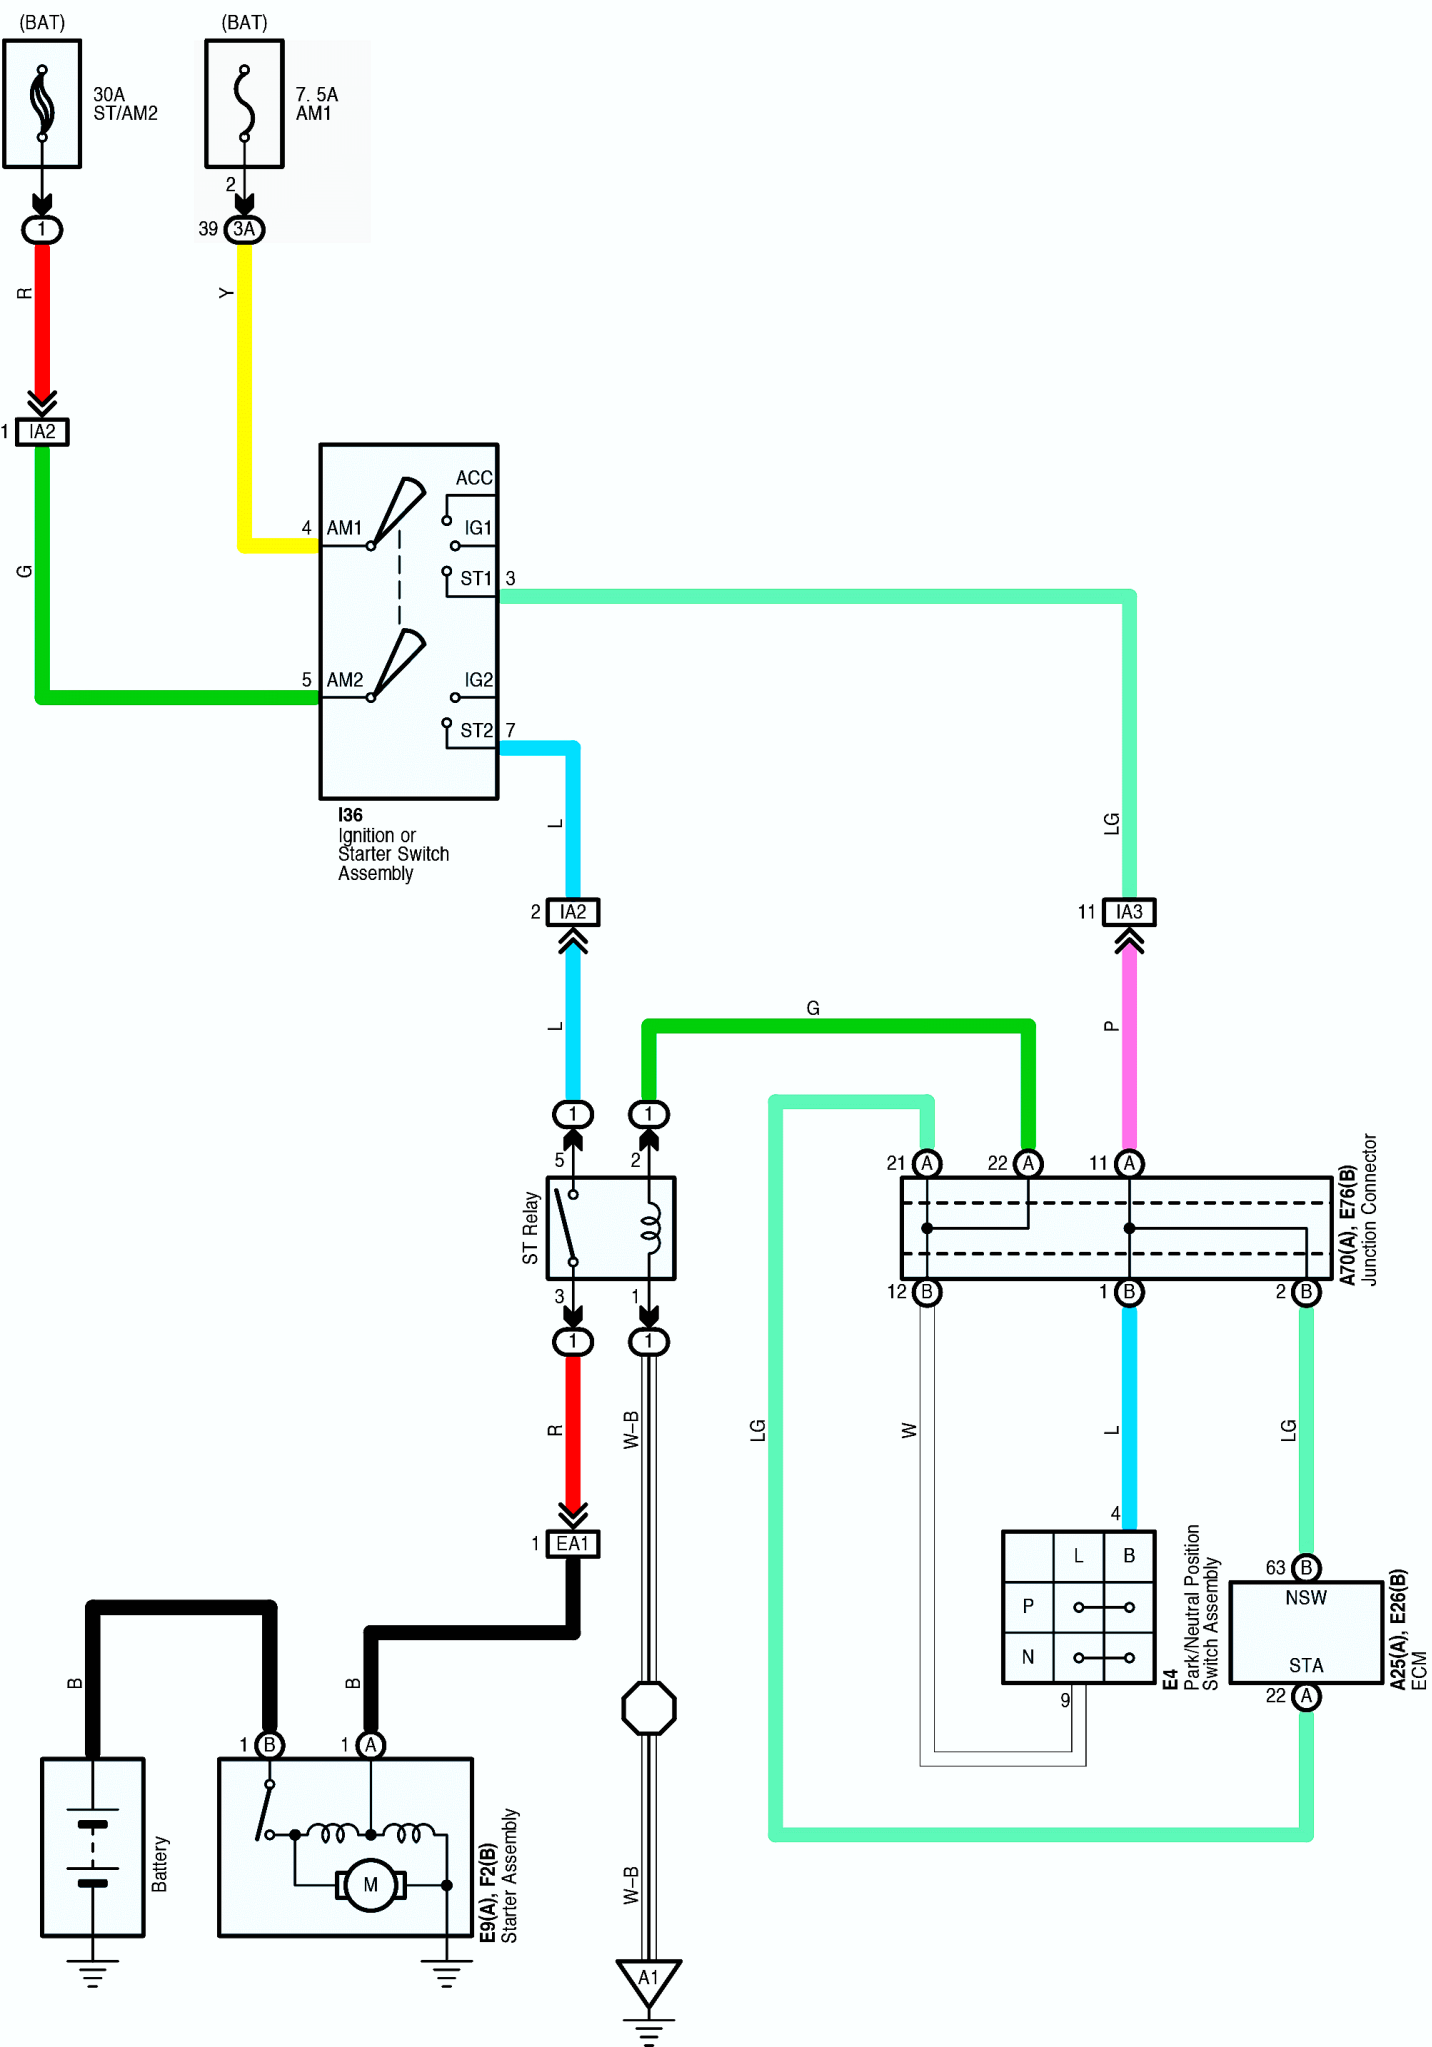 (BAT)
(BAT)
30A
ST/AM2
7. 5A
AM1
2
1
39
3A
R
Y
1
IA2
G
4
AM1
ACC
IG1
ST1
3
5
AM2
IG2
ST2
7
I36
Ignition or
Starter Switch
Assembly
L
LG
2
IA2
11
IA3
L
G
P
1
1
5
2
21
A
22
A
11
A
ST Relay
A70(A), E76(B)
Junction Connector
3
1
12
B
1
B
2
B
1
1
R
W–B
LG
W
L
LG
1
EA1
4
L
B
P
N
9
E4
Park/Neutral Position
Switch Assembly
63
B
NSW
STA
22
A
A25(A), E26(B)
ECM
B
B
1
B
1
A
M
Battery
E9(A), F2(B)
Starter Assembly
W–B
A1